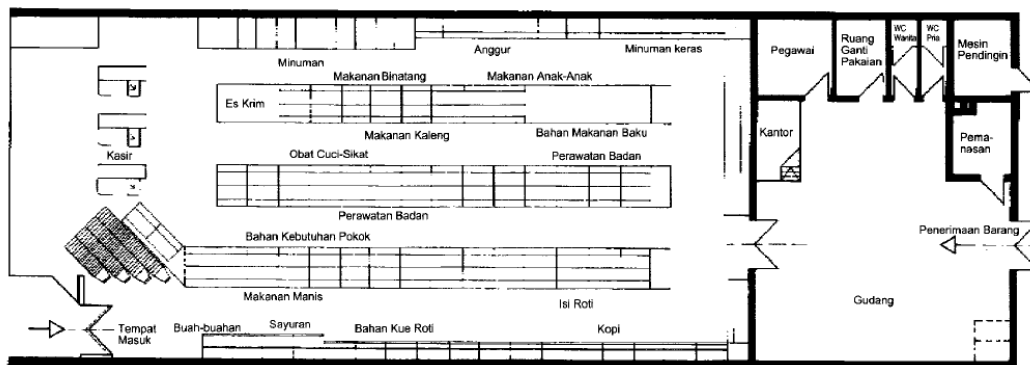 Minuman
Anggur
Minuman keras
Makanan Binatang
Makanan Anak-Anak
Es Krim
Makanan Kaleng
Bahan Makanan Baku
Kasir
Obat Cuci-Sikat
Perawatan Badan
Perawatan Badan
Bahan Kebutuhan Pokok
Makanan Manis
Isi Roti
Tempat
Masuk
Buah-buahan
Sayuran
Bahan Kue Roti
Kopi
Pegawai
Ruang
Ganti
Pakaian
WC
Wanita
WC
Pria
Mesin
Pendingin
Kantor
Pema-
nasan
Penerimaan Barang
Gudang